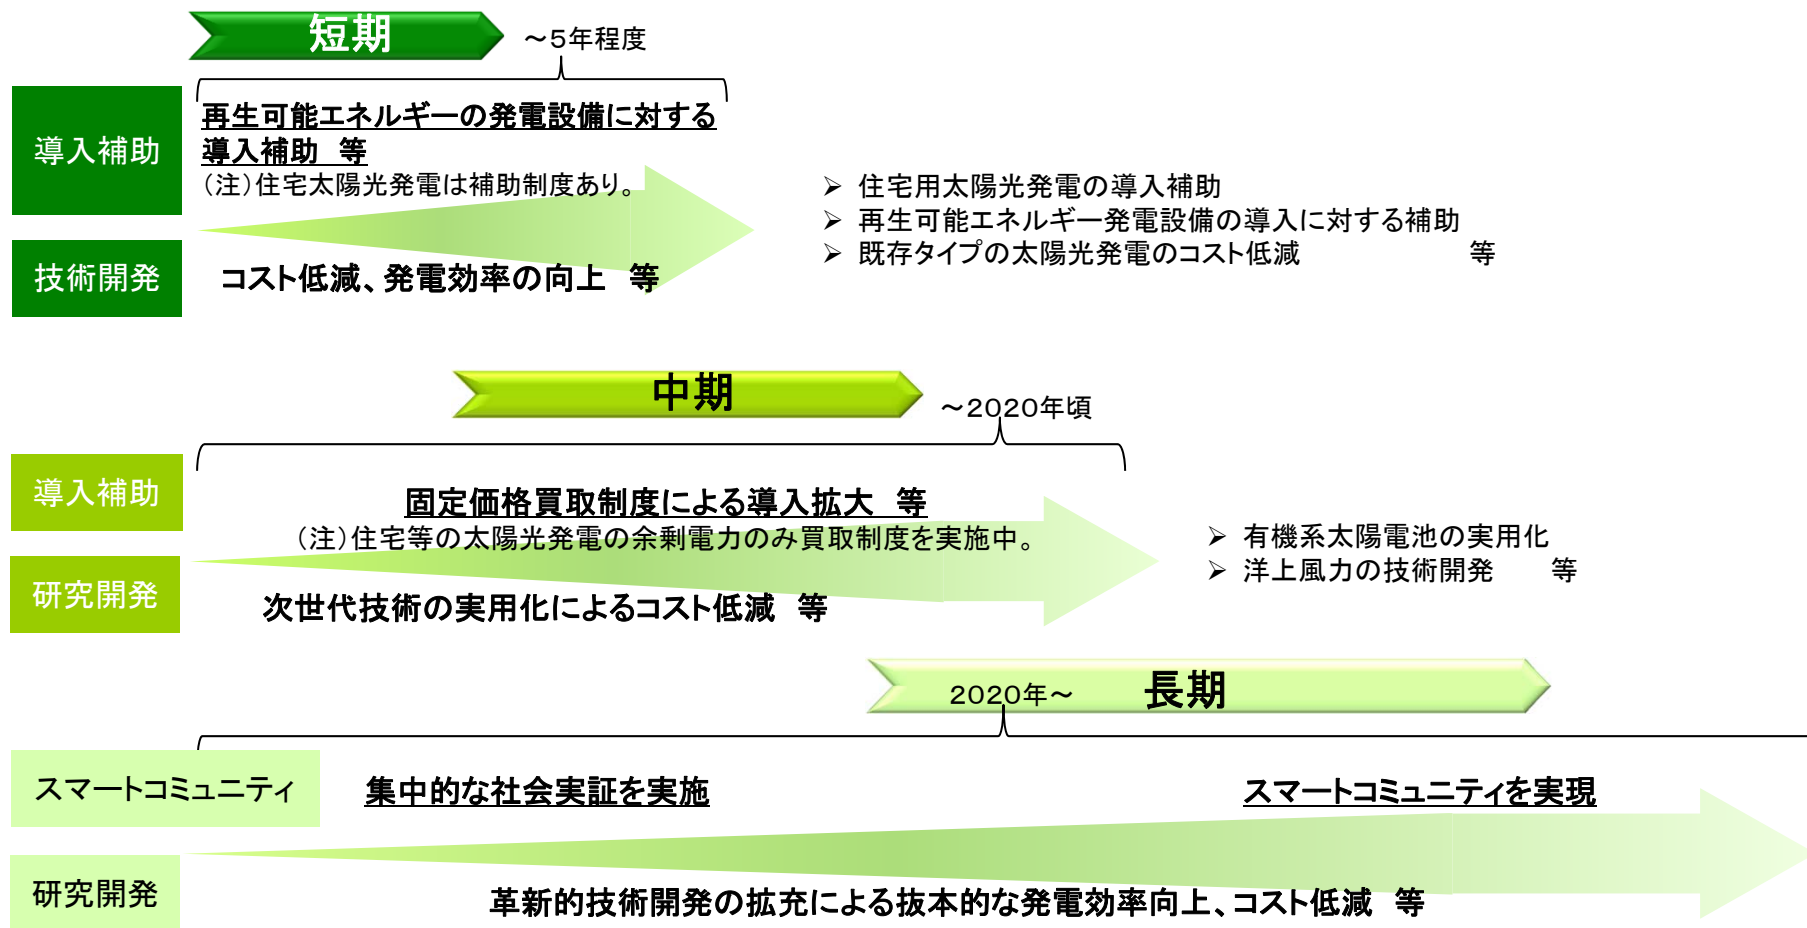 短期
～5年程度
導入補助
再生可能エネルギーの発電設備に対する
導入補助　等
（注）住宅太陽光発電は補助制度あり。
技術開発
コスト低減、発電効率の向上　等
➢ 住宅用太陽光発電の導入補助
➢ 再生可能エネルギー発電設備の導入に対する補助
➢ 既存タイプの太陽光発電のコスト低減　　　　　　等
中期
～2020年頃
導入補助
固定価格買取制度による導入拡大　等
（注）住宅等の太陽光発電の余剰電力のみ買取制度を実施中。
研究開発
次世代技術の実用化によるコスト低減　等
➢ 有機系太陽電池の実用化
➢ 洋上風力の技術開発　　等
2020年～　長期
スマートコミュニティ
集中的な社会実証を実施
スマートコミュニティを実現
研究開発
革新的技術開発の拡充による抜本的な発電効率向上、コスト低減　等